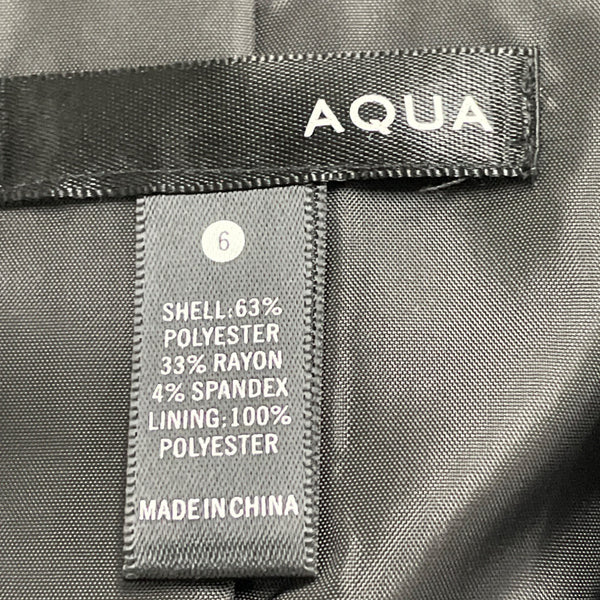 AQUA
6
SHELL:63%
POLYESTER
33% RAYON
4% SPANDEX
LINING:100%
POLYESTER
MADE IN CHINA